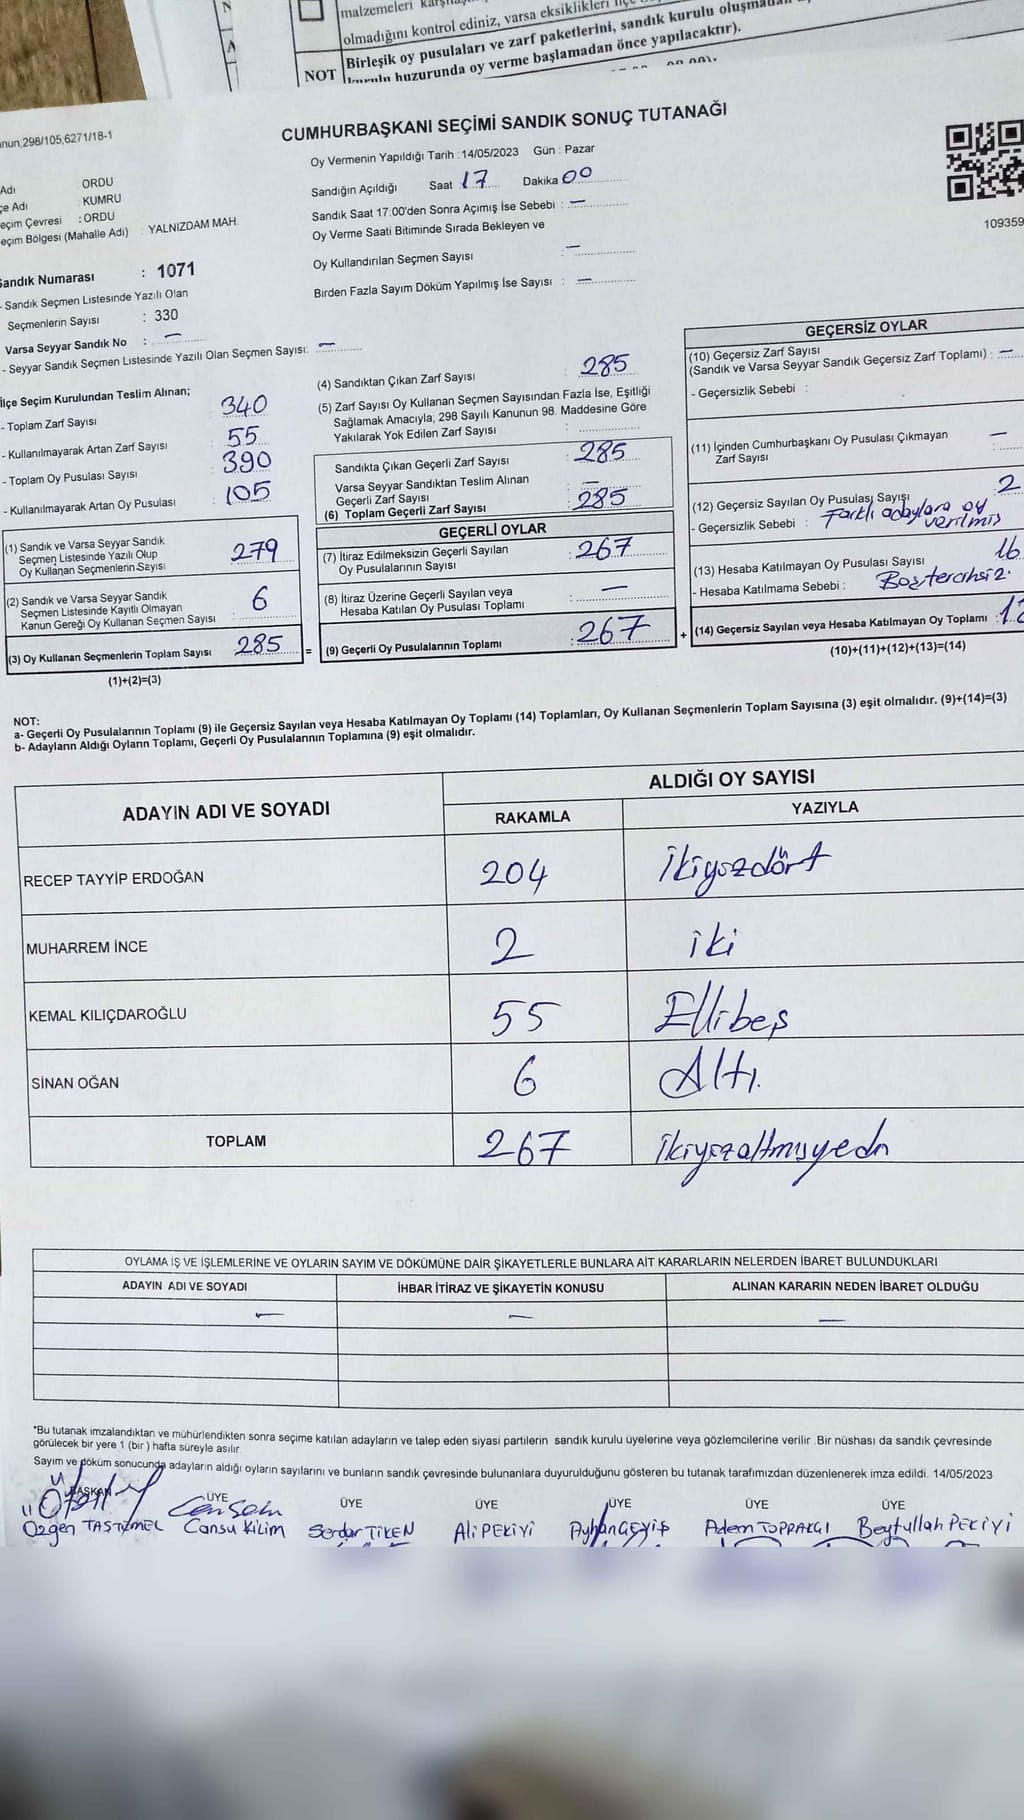 malzemeleri
olmadığını kontrol ediniz, varsa eksiklikleri
NOT Birleşik oy pusulaları ve zarf paketlerini, sandık kurulu
huzurunda oy verme başlamadan önce yapılacaktır).
298/105,6271/18-1
CUMHURBAŞKANI SEÇİMİ SANDIK SONUÇ TUTANAĞI
Oy Vermenin Yapıldığı Tarih : 14/05/2023 Gün : Pazar
Adı ORDU
Adı : KUMRU
Seçim Çevresi : ORDU
Seçim Bölgesi (Mahalle Adı) : YALNIZDAM MAH.
Sandığın Açıldığı Saat 17 Dakika 00
Sandık Saat 17.00'den Sonra Açımış İse Sebebi : —
Oy Verme Saati Bitiminde Sırada Bekleyen ve
Oy Kullandırılan Seçmen Sayısı : —
Birden Fazla Sayım Döküm Yapılmış İse Sayısı : —
109359
Sandık Numarası : 1071
- Sandık Seçmen Listesinde Yazılı Olan
Seçmenlerin Sayısı : 330
Varsa Seyyar Sandık No : —
- Seyyar Sandık Seçmen Listesinde Yazılı Olan Seçmen Sayısı: —
İlçe Seçim Kurulundan Teslim Alınan;
- Toplam Zarf Sayısı : 340
- Kullanılmayarak Artan Zarf Sayısı : 55
- Toplam Oy Pusulası Sayısı : 390
- Kullanılmayarak Artan Oy Pusulası : 105
(1) Sandık ve Varsa Seyyar Sandık
Seçmen Listesinde Yazılı Olup
Oy Kullanan Seçmenlerin Sayısı : 279
(2) Sandık ve Varsa Seyyar Sandık
Seçmen Listesinde Kayıtlı Olmayan
Kanun Gereği Oy Kullanan Seçmen Sayısı : 6
(3) Oy Kullanan Seçmenlerin Toplam Sayısı 285 =
(1)+(2)=(3)
(4) Sandıktan Çıkan Zarf Sayısı : 285
(5) Zarf Sayısı Oy Kullanan Seçmen Sayısından Fazla İse, Eşitliği
Sağlamak Amacıyla, 298 Sayılı Kanunun 98. Maddesine Göre
Yakılarak Yok Edilen Zarf Sayısı :
Sandıkta Çıkan Geçerli Zarf Sayısı : 285
Varsa Seyyar Sandıktan Teslim Alınan
Geçerli Zarf Sayısı : —
(6) Toplam Geçerli Zarf Sayısı : 285
GEÇERLİ OYLAR
(7) İtiraz Edilmeksizin Geçerli Sayılan
Oy Pusulalarının Sayısı : 267
(8) İtiraz Üzerine Geçerli Sayılan veya
Hesaba Katılan Oy Pusulası Toplamı : —
(9) Geçerli Oy Pusulalarının Toplamı : 267 +
GEÇERSİZ OYLAR
(10) Geçersiz Zarf Sayısı
(Sandık ve Varsa Seyyar Sandık Geçersiz Zarf Toplamı) : —
- Geçersizlik Sebebi :
(11) İçinden Cumhurbaşkanı Oy Pusulası Çıkmayan
Zarf Sayısı : —
(12) Geçersiz Sayılan Oy Pusulası Sayısı 2
- Geçersizlik Sebebi : Farklı adaylara oy
verilmiş
(13) Hesaba Katılmayan Oy Pusulası Sayısı 16
- Hesaba Katılmama Sebebi : Boş tercihsiz.
(14) Geçersiz Sayılan veya Hesaba Katılmayan Oy Toplamı :
(10)+(11)+(12)+(13)=(14)
NOT:
a- Geçerli Oy Pusulalarının Toplamı (9) ile Geçersiz Sayılan veya Hesaba Katılmayan Oy Toplamı (14) Toplamları, Oy Kullanan Seçmenlerin Toplam Sayısına (3) eşit olmalıdır. (9)+(14)=(3)
b- Adayların Aldığı Oyların Toplamı, Geçerli Oy Pusulalarının Toplamına (9) eşit olmalıdır.
ADAYIN ADI VE SOYADI
ALDIĞI OY SAYISI
RAKAMLA YAZIYLA
RECEP TAYYİP ERDOĞAN 204 İkiyüzdört
MUHARREM İNCE 2 iki
KEMAL KILIÇDAROĞLU 55 Ellibeş
SİNAN OĞAN 6 Altı.
TOPLAM 267 ikiyüzaltmışyedi
OYLAMA İŞ VE İŞLEMLERİNE VE OYLARIN SAYIM VE DÖKÜMÜNE DAİR ŞİKAYETLERLE BUNLARA AİT KARARLARIN NELERDEN İBARET BULUNDUKLARI
ADAYIN ADI VE SOYADI İHBAR İTİRAZ VE ŞİKAYETİN KONUSU ALINAN KARARIN NEDEN İBARET OLDUĞU
— — —
*Bu tutanak imzalandıktan ve mühürlendikten sonra seçime katılan adayların ve talep eden siyasi partilerin sandık kurulu üyelerine veya gözlemcilerine verilir. Bir nüshası da sandık çevresinde
görülecek bir yere 1 (bir ) hafta süreyle asılır.
Sayım ve döküm sonucunda adayların aldığı oyların sayılarını ve bunların sandık çevresinde bulunanlara duyurulduğunu gösteren bu tutanak tarafımızdan düzenlenerek imza edildi. 14/05/2023
BAŞKAN ÜYE ÜYE ÜYE ÜYE ÜYE ÜYE
Özgen TAŞTEMEL Cansu Kilim Serdar TİKEN Ali PEKİYİ Ayhan GEYİŞ Adem TOPRAKÇI Beytullah PEKİYİ